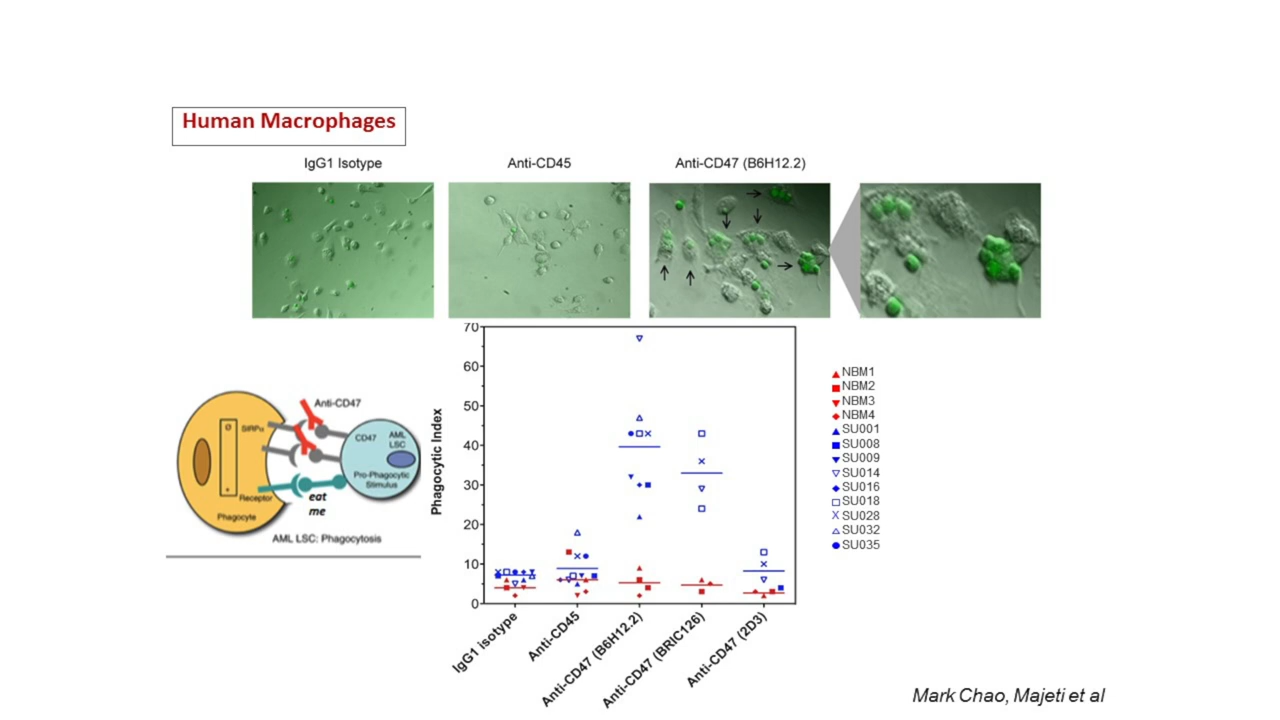 Human Macrophages
IgG1 Isotype
Anti-CD45
Anti-CD47 (B6H12.2)
Anti-CD47
SIRPα
CD47
AML
LSC
Pro-Phagocytic
Stimulus
Receptor
eat
me
Phagocyte
AML LSC: Phagocytosis
Phagocytic Index
70
60
50
40
30
20
10
0
IgG1 isotype
Anti-CD45
Anti-CD47 (B6H12.2)
Anti-CD47 (BRIC126)
Anti-CD47 (2D3)
NBM1
NBM2
NBM3
NBM4
SU001
SU008
SU009
SU014
SU016
SU018
SU028
SU032
SU035
Mark Chao, Majeti et al